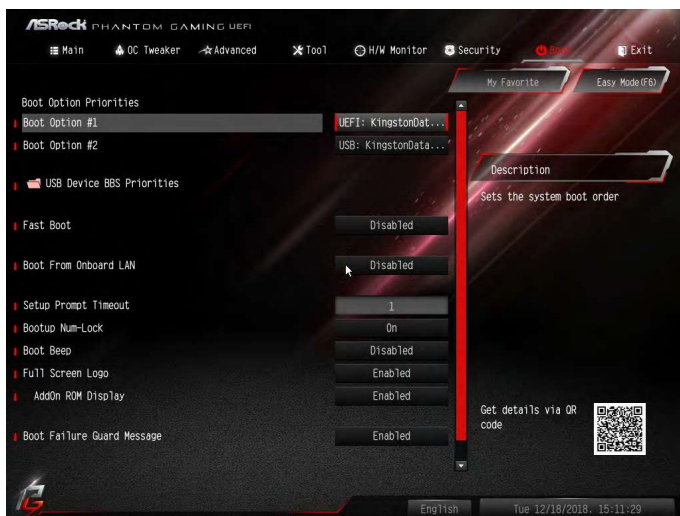 ASRock PHANTOM GAMING UEFI
Main OC Tweaker Advanced Tool H/W Monitor Security Boot Exit
My Favorite Easy Mode(F6)
Boot Option Priorities
Boot Option #1 UEFI: KingstonDat...
Boot Option #2 USB: KingstonData...
USB Device BBS Priorities
Description
Sets the system boot order
Fast Boot Disabled
Boot From Onboard LAN Disabled
Setup Prompt Timeout 1
Bootup Num-Lock On
Boot Beep Disabled
Full Screen Logo Enabled
AddOn ROM Display Enabled
Boot Failure Guard Message Enabled
Get details via QR
code
English Tue 12/18/2018. 15:11:29